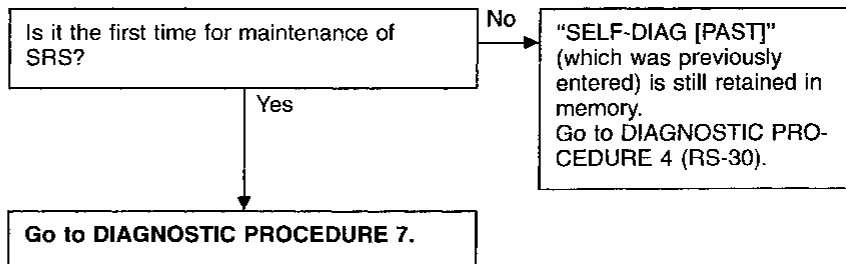 Is it the first time for maintenance of
SRS?
No
"SELF-DIAG [PAST]"
(which was previously
entered) is still retained in
memory.
Go to DIAGNOSTIC PRO-
CEDURE 4 (RS-30).
Yes
Go to DIAGNOSTIC PROCEDURE 7.